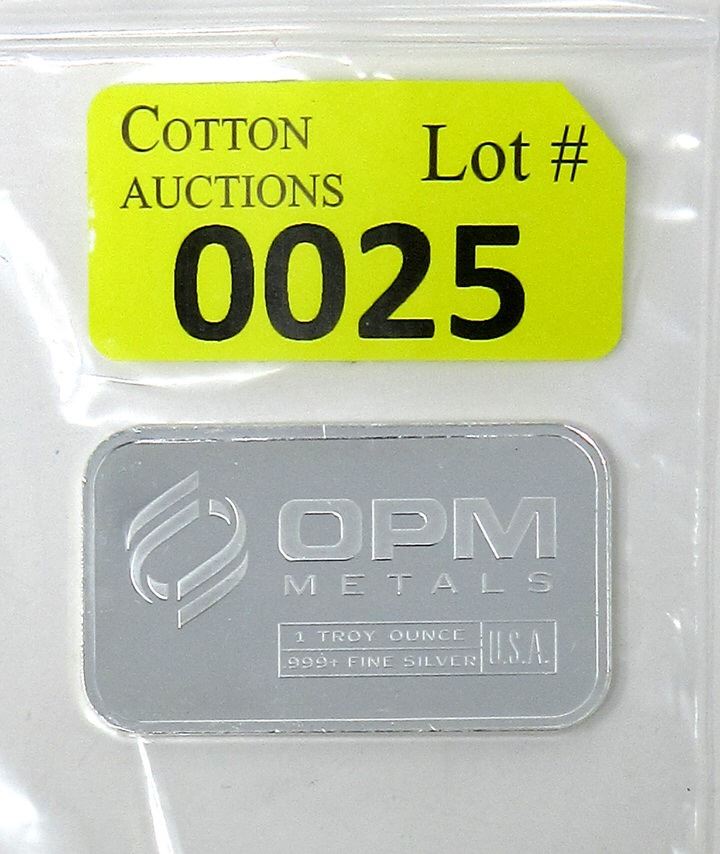 COTTON
AUCTIONS
Lot #
0025
OPM
METALS
1 TROY OUNCE
.999+ FINE SILVER
U.S.A.